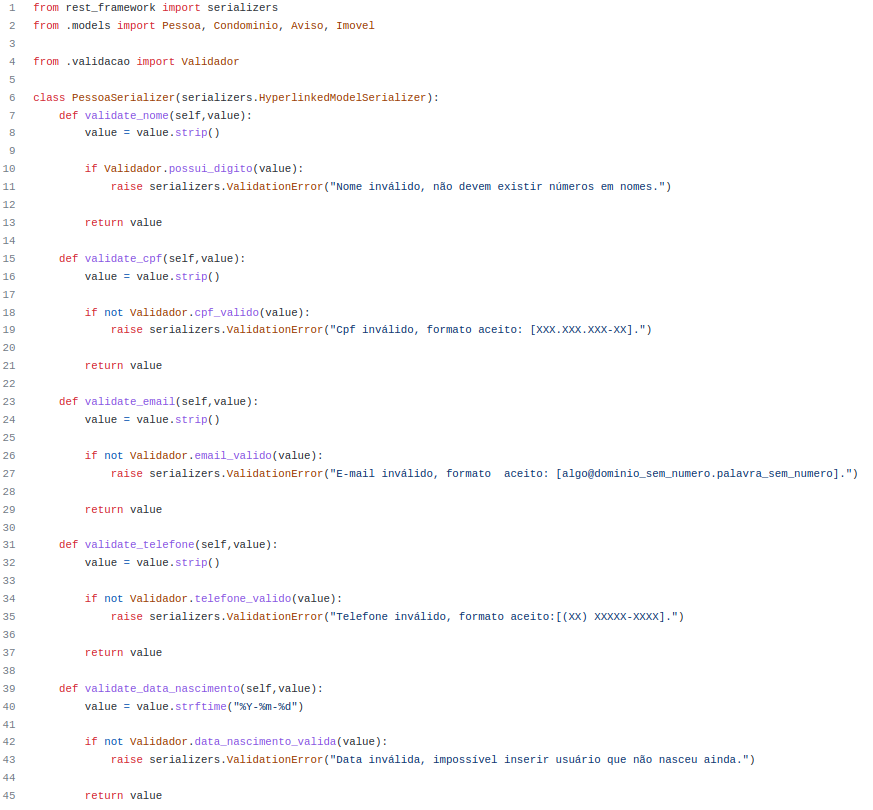 1 from rest_framework import serializers
2 from .models import Pessoa, Condominio, Aviso, Imovel
3
4 from .validacao import Validador
5
6 class PessoaSerializer(serializers.HyperlinkedModelSerializer):
7     def validate_nome(self,value):
8         value = value.strip()
9
10         if Validador.possui_digito(value):
11             raise serializers.ValidationError("Nome inválido, não devem existir números em nomes.")
12
13         return value
14
15     def validate_cpf(self,value):
16         value = value.strip()
17
18         if not Validador.cpf_valido(value):
19             raise serializers.ValidationError("Cpf inválido, formato aceito: [XXX.XXX.XXX-XX].")
20
21         return value
22
23     def validate_email(self,value):
24         value = value.strip()
25
26         if not Validador.email_valido(value):
27             raise serializers.ValidationError("E-mail inválido, formato  aceito: [algo@dominio_sem_numero.palavra_sem_numero].")
28
29         return value
30
31     def validate_telefone(self,value):
32         value = value.strip()
33
34         if not Validador.telefone_valido(value):
35             raise serializers.ValidationError("Telefone inválido, formato aceito:[(XX) XXXXX-XXXX].")
36
37         return value
38
39     def validate_data_nascimento(self,value):
40         value = value.strftime("%Y-%m-%d")
41
42         if not Validador.data_nascimento_valida(value):
43             raise serializers.ValidationError("Data inválida, impossível inserir usuário que não nasceu ainda.")
44
45         return value